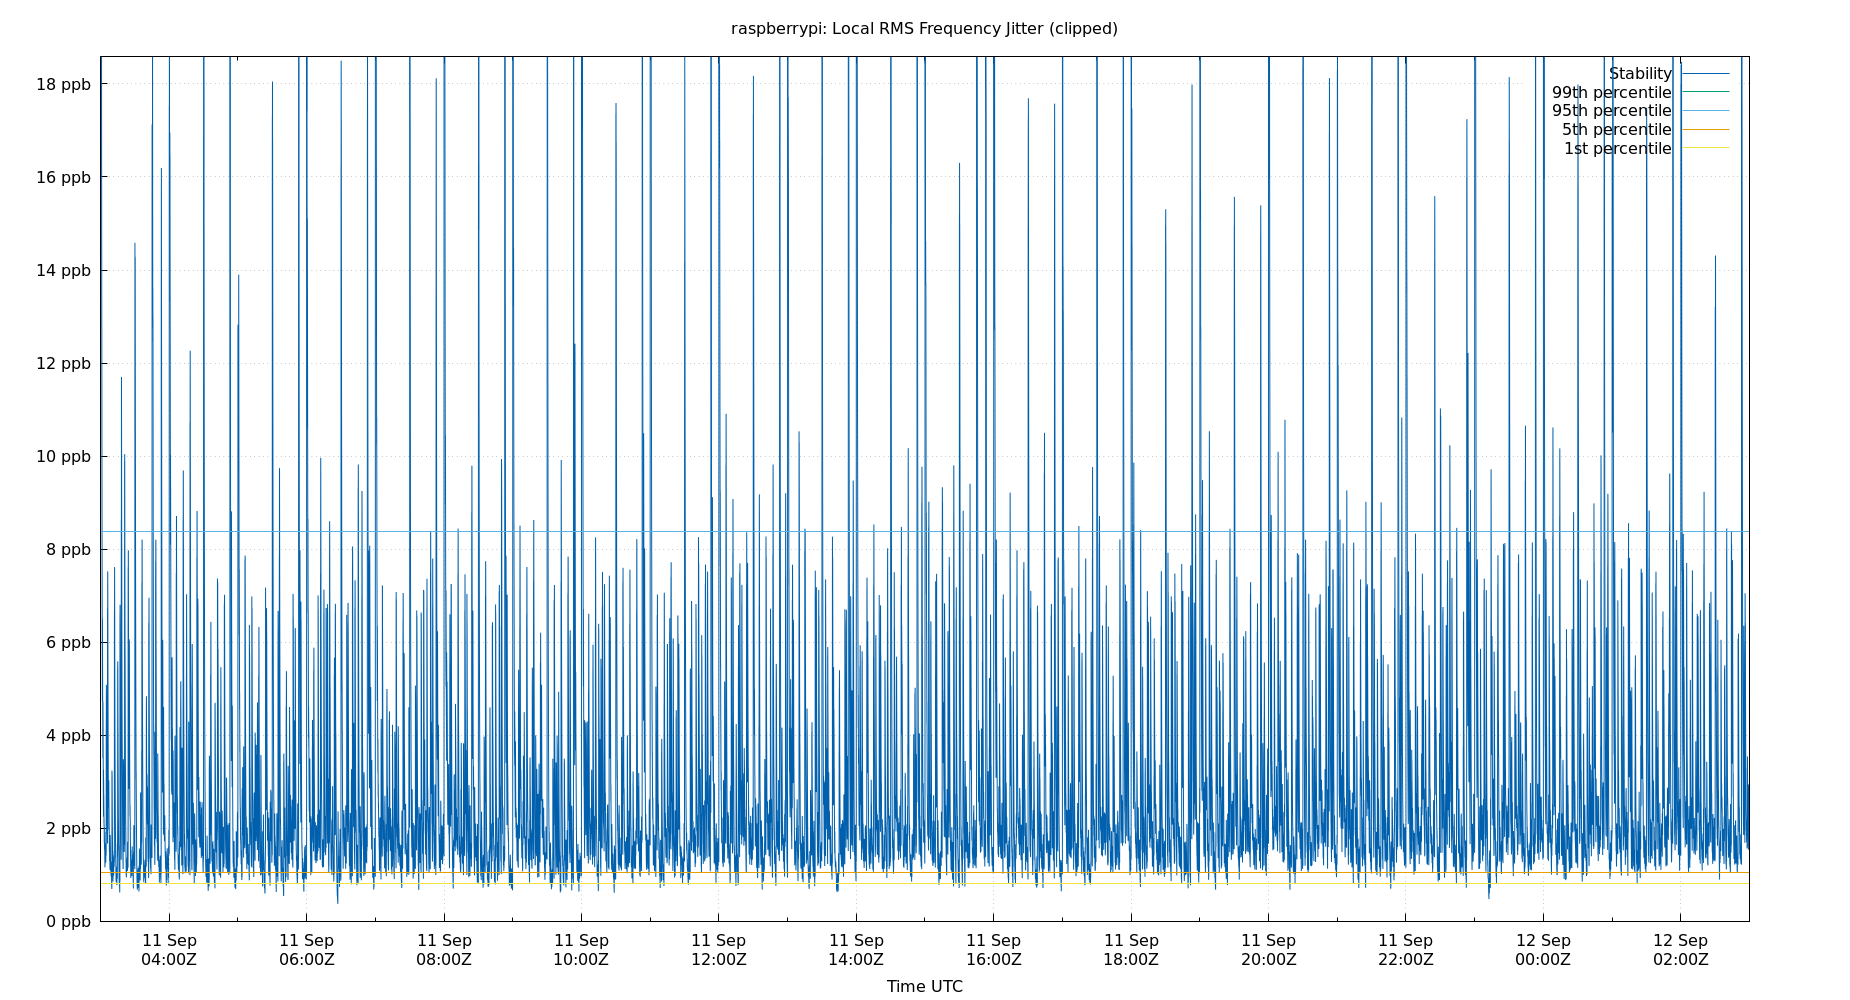 raspberrypi: Local RMS Frequency Jitter (clipped)
Stability
99th percentile
95th percentile
5th percentile
1st percentile
18 ppb
16 ppb
14 ppb
12 ppb
10 ppb
8 ppb
6 ppb
4 ppb
2 ppb
0 ppb
11 Sep 11 Sep 11 Sep 11 Sep 11 Sep 11 Sep 11 Sep 11 Sep 11 Sep 11 Sep 12 Sep 12 Sep
04:00Z 06:00Z 08:00Z 10:00Z 12:00Z 14:00Z 16:00Z 18:00Z 20:00Z 22:00Z 00:00Z 02:00Z
Time UTC